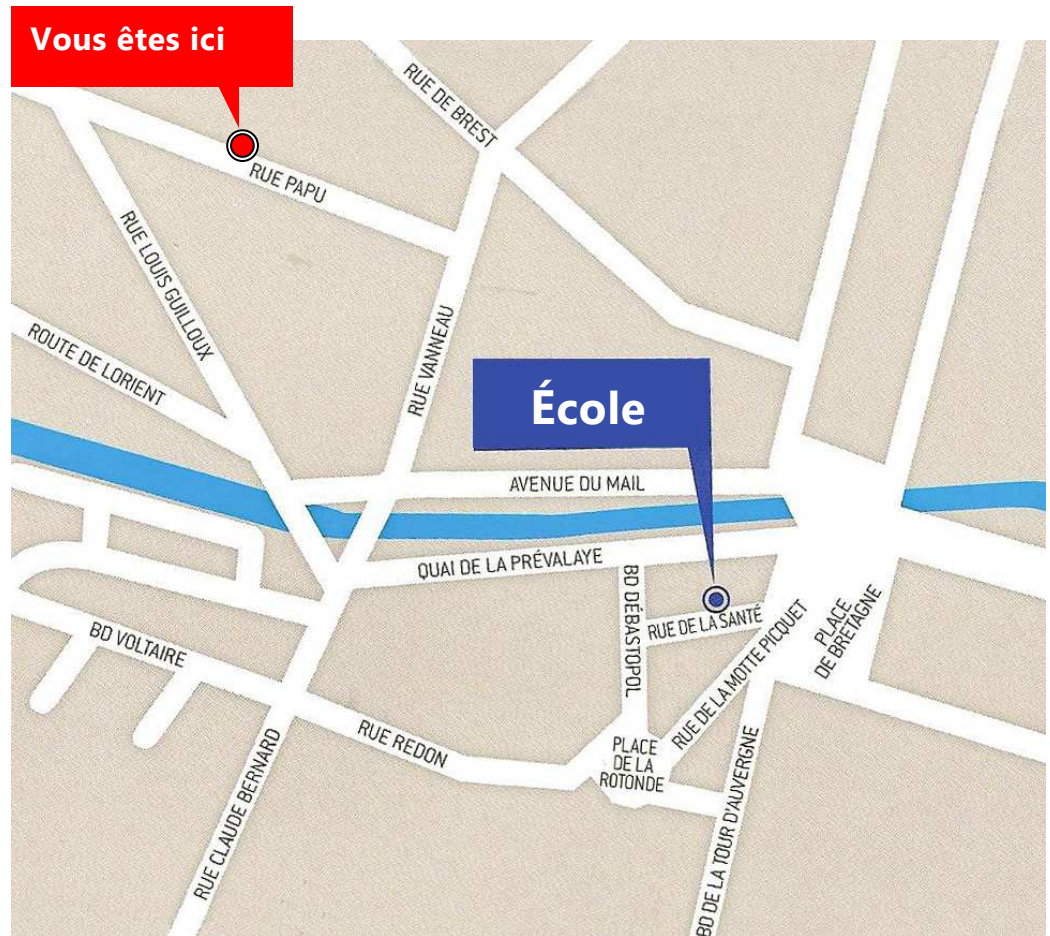 Vous êtes ici
RUE DE BREST
RUE PAPU
RUE LOUIS GUILLOUX
ROUTE DE LORIENT
RUE VANNEAU
École
AVENUE DU MAIL
QUAI DE LA PRÉVALAYE
BD DÉBASTOPOL
RUE DE LA SANTÉ
RUE DE LA MOTTE PICQUET
PLACE
DE BRETAGNE
BD VOLTAIRE
RUE REDON
PLACE
DE LA
ROTONDE
RUE CLAUDE BERNARD
BD DE LA TOUR D'AUVERGNE